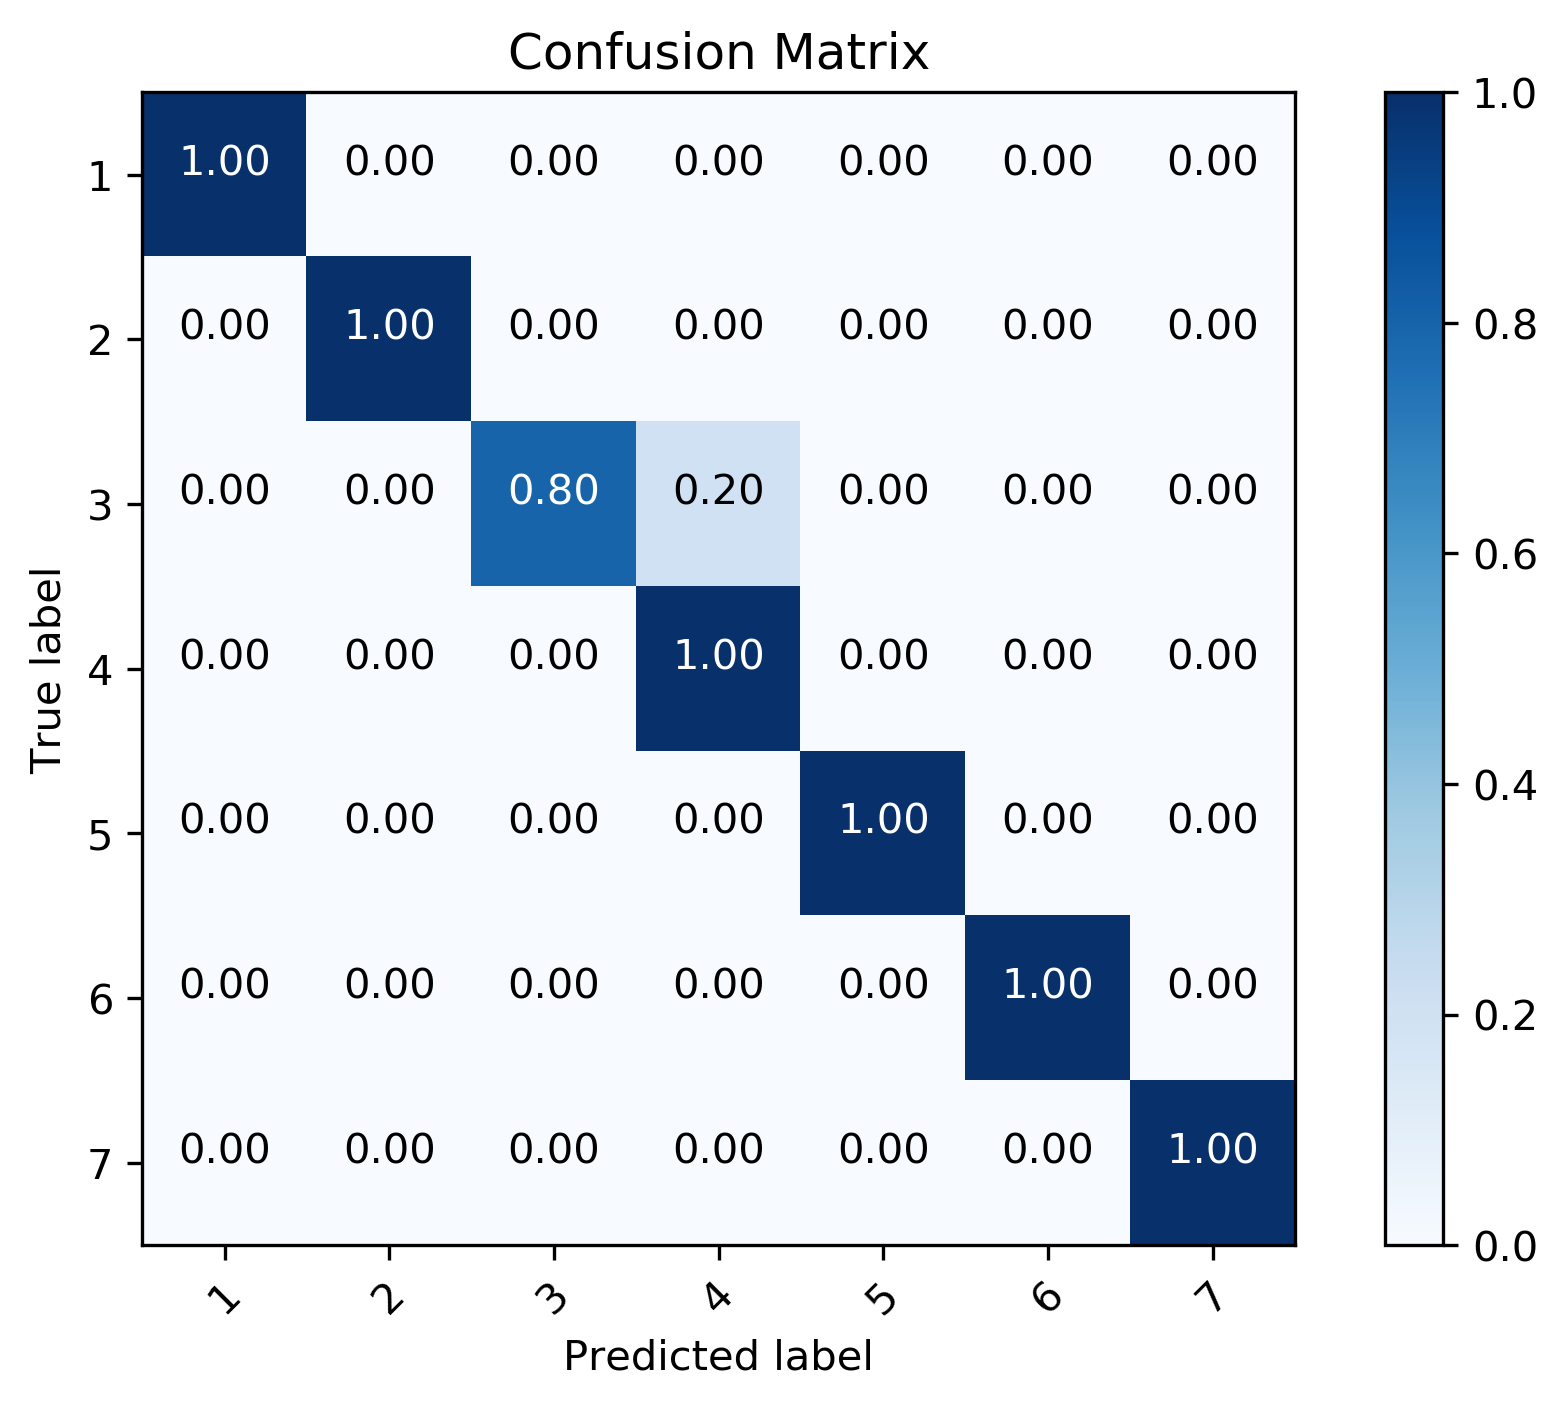 Confusion Matrix
1 1.00 0.00 0.00 0.00 0.00 0.00 0.00
2 0.00 1.00 0.00 0.00 0.00 0.00 0.00
3 0.00 0.00 0.80 0.20 0.00 0.00 0.00
4 0.00 0.00 0.00 1.00 0.00 0.00 0.00
5 0.00 0.00 0.00 0.00 1.00 0.00 0.00
6 0.00 0.00 0.00 0.00 0.00 1.00 0.00
7 0.00 0.00 0.00 0.00 0.00 0.00 1.00
1 2 3 4 5 6 7
Predicted label
True label
1.0
0.8
0.6
0.4
0.2
0.0